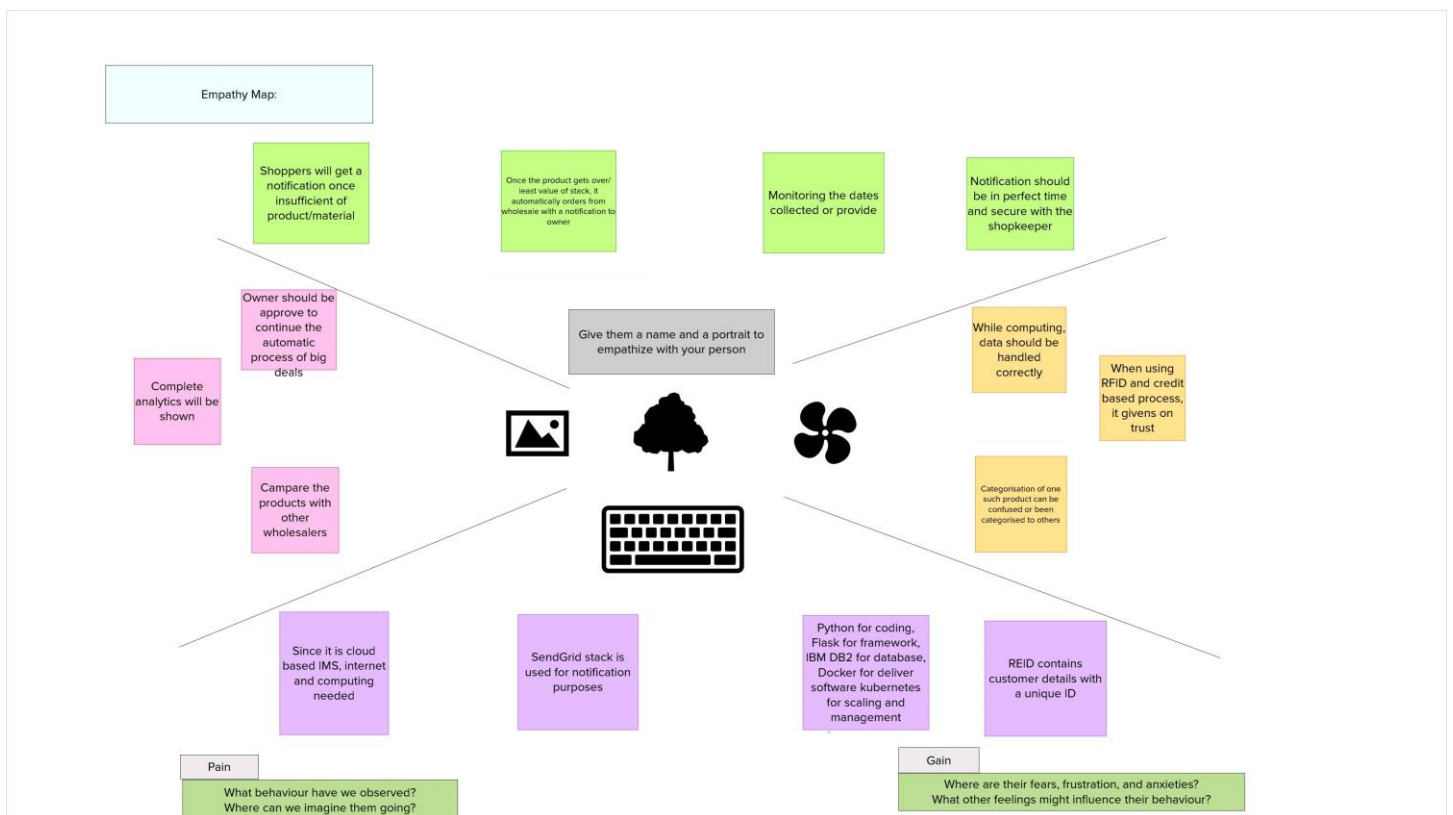 Empathy Map:
Shoppers will get a
notification once
insufficient of
product/material
Once the product gets over/
least value of stack, it
automatically orders from
wholesale with a notification to
owner
Monitoring the dates
collected or provide
Notification should
be in perfect time
and secure with the
shopkeeper
Owner should be
approve to
continue the
automatic
process of big
deals
Complete
analytics will be
shown
Campare the
products with
other
wholesalers
Give them a name and a portrait to
empathize with your person
While computing,
data should be
handled
correctly
When using
RFID and credit
based process,
it givens on
trust
Categorisation of one
such product can be
confused or been
categorised to others
Since it is cloud
based IMS, internet
and computing
needed
SendGrid stack is
used for notification
purposes
Python for coding,
Flask for framework,
IBM DB2 for database,
Docker for deliver
software kubernetes
for scaling and
management
REID contains
customer details with
a unique ID
Pain
What behaviour have we observed?
Where can we imagine them going?
Gain
Where are their fears, frustration, and anxieties?
What other feelings might influence their behaviour?